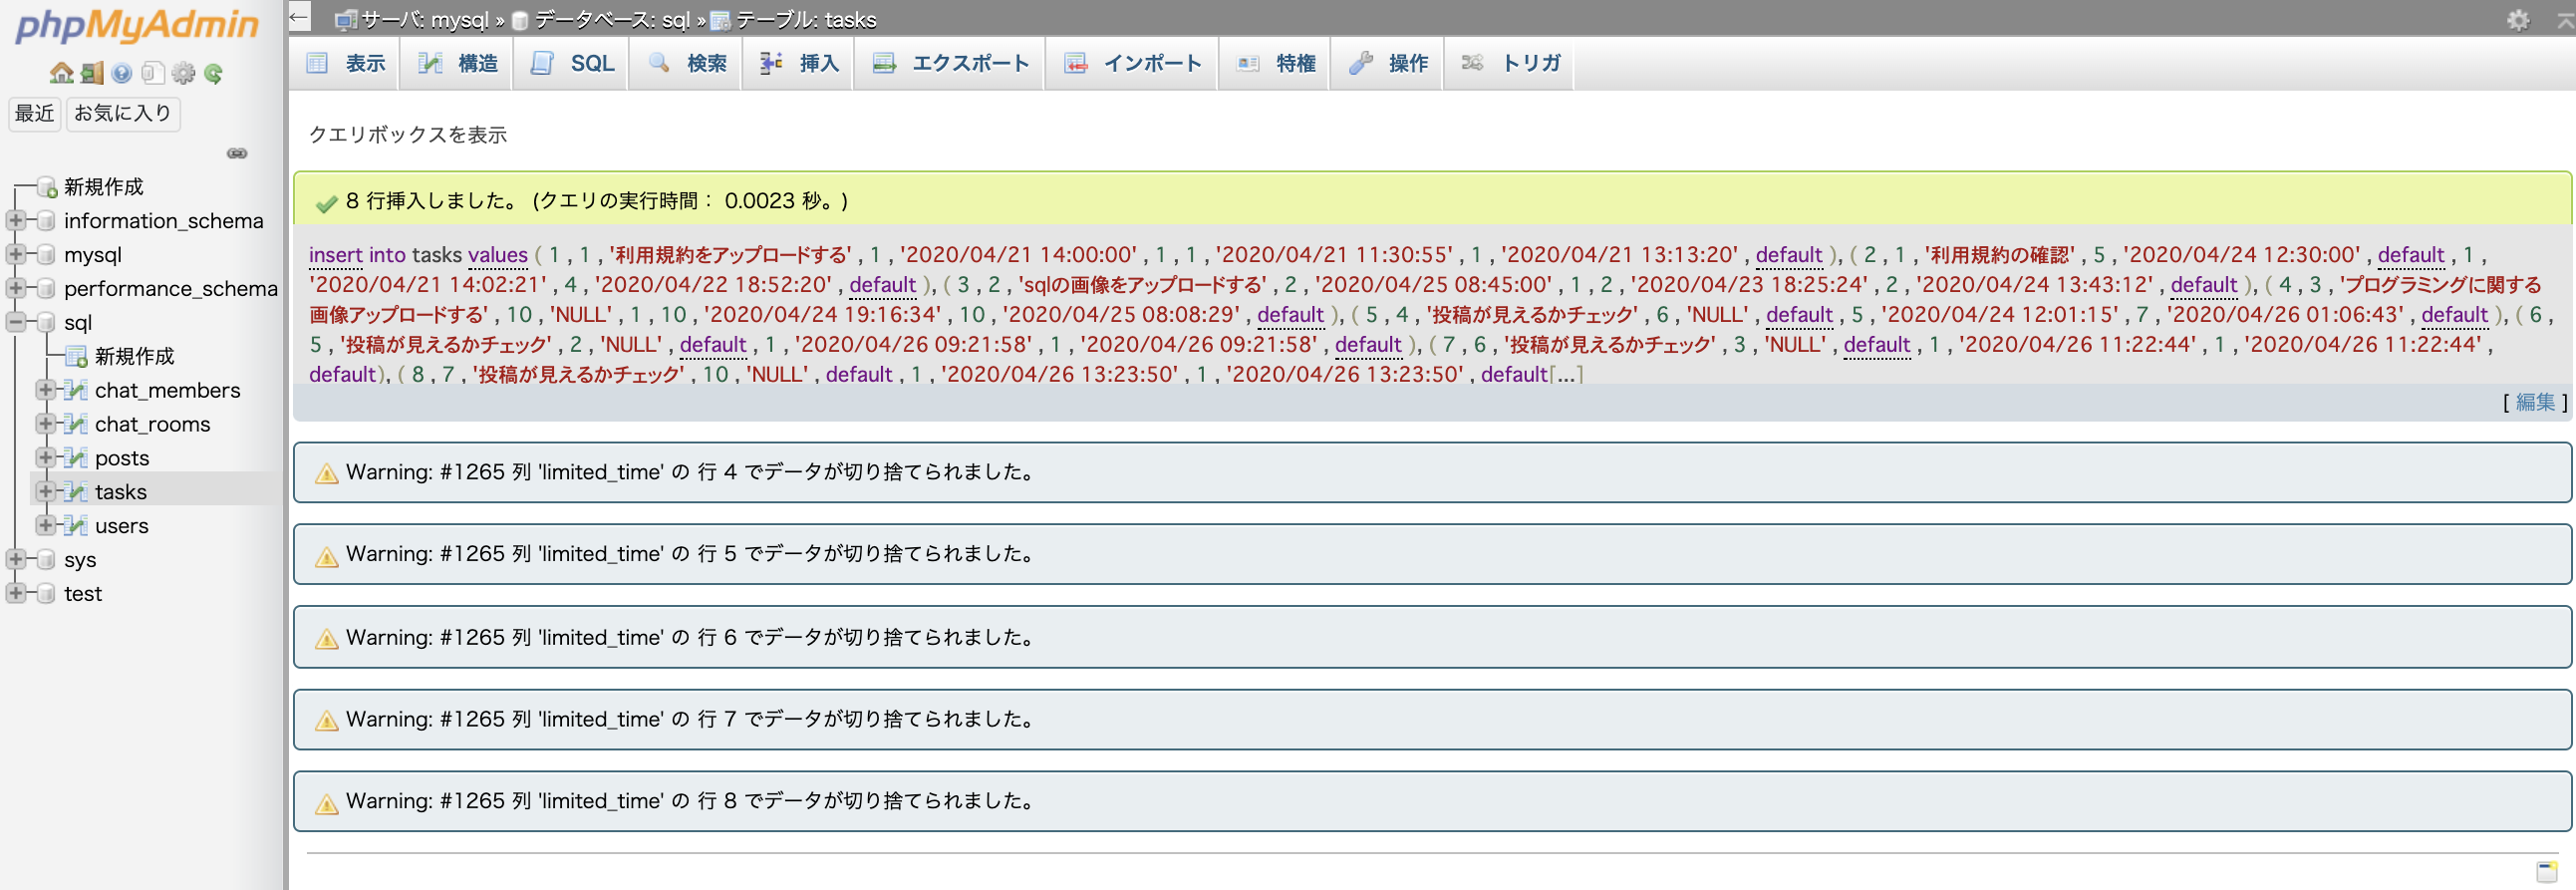 phpMyAdmin
最近 お気に入り
新規作成
information_schema
mysql
performance_schema
sql
新規作成
chat_members
chat_rooms
posts
tasks
users
sys
test
← サーバ: mysql » データベース: sql » テーブル: tasks
表示 構造 SQL 検索 挿入 エクスポート インポート 特権 操作 トリガ
クエリボックスを表示
8 行挿入しました。 (クエリの実行時間： 0.0023 秒。)
insert into tasks values ( 1 , 1 , '利用規約をアップロードする' , 1 , '2020/04/21 14:00:00' , 1 , 1 , '2020/04/21 11:30:55' , 1 , '2020/04/21 13:13:20' , default ), ( 2 , 1 , '利用規約の確認' , 5 , '2020/04/24 12:30:00' , default , 1 ,
'2020/04/21 14:02:21' , 4 , '2020/04/22 18:52:20' , default ), ( 3 , 2 , 'sqlの画像をアップロードする' , 2 , '2020/04/25 08:45:00' , 1 , 2 , '2020/04/23 18:25:24' , 2 , '2020/04/24 13:43:12' , default ), ( 4 , 3 , 'プログラミングに関する
画像アップロードする' , 10 , 'NULL' , 1 , 10 , '2020/04/24 19:16:34' , 10 , '2020/04/25 08:08:29' , default ), ( 5 , 4 , '投稿が見えるかチェック' , 6 , 'NULL' , default , 5 , '2020/04/24 12:01:15' , 7 , '2020/04/26 01:06:43' , default ), ( 6 ,
5 , '投稿が見えるかチェック' , 2 , 'NULL' , default , 1 , '2020/04/26 09:21:58' , 1 , '2020/04/26 09:21:58' , default ), ( 7 , 6 , '投稿が見えるかチェック' , 3 , 'NULL' , default , 1 , '2020/04/26 11:22:44' , 1 , '2020/04/26 11:22:44' ,
default), ( 8 , 7 , '投稿が見えるかチェック' , 10 , 'NULL' , default , 1 , '2020/04/26 13:23:50' , 1 , '2020/04/26 13:23:50' , default[...]
[ 編集 ]
Warning: #1265 列 'limited_time' の 行 4 でデータが切り捨てられました。
Warning: #1265 列 'limited_time' の 行 5 でデータが切り捨てられました。
Warning: #1265 列 'limited_time' の 行 6 でデータが切り捨てられました。
Warning: #1265 列 'limited_time' の 行 7 でデータが切り捨てられました。
Warning: #1265 列 'limited_time' の 行 8 でデータが切り捨てられました。